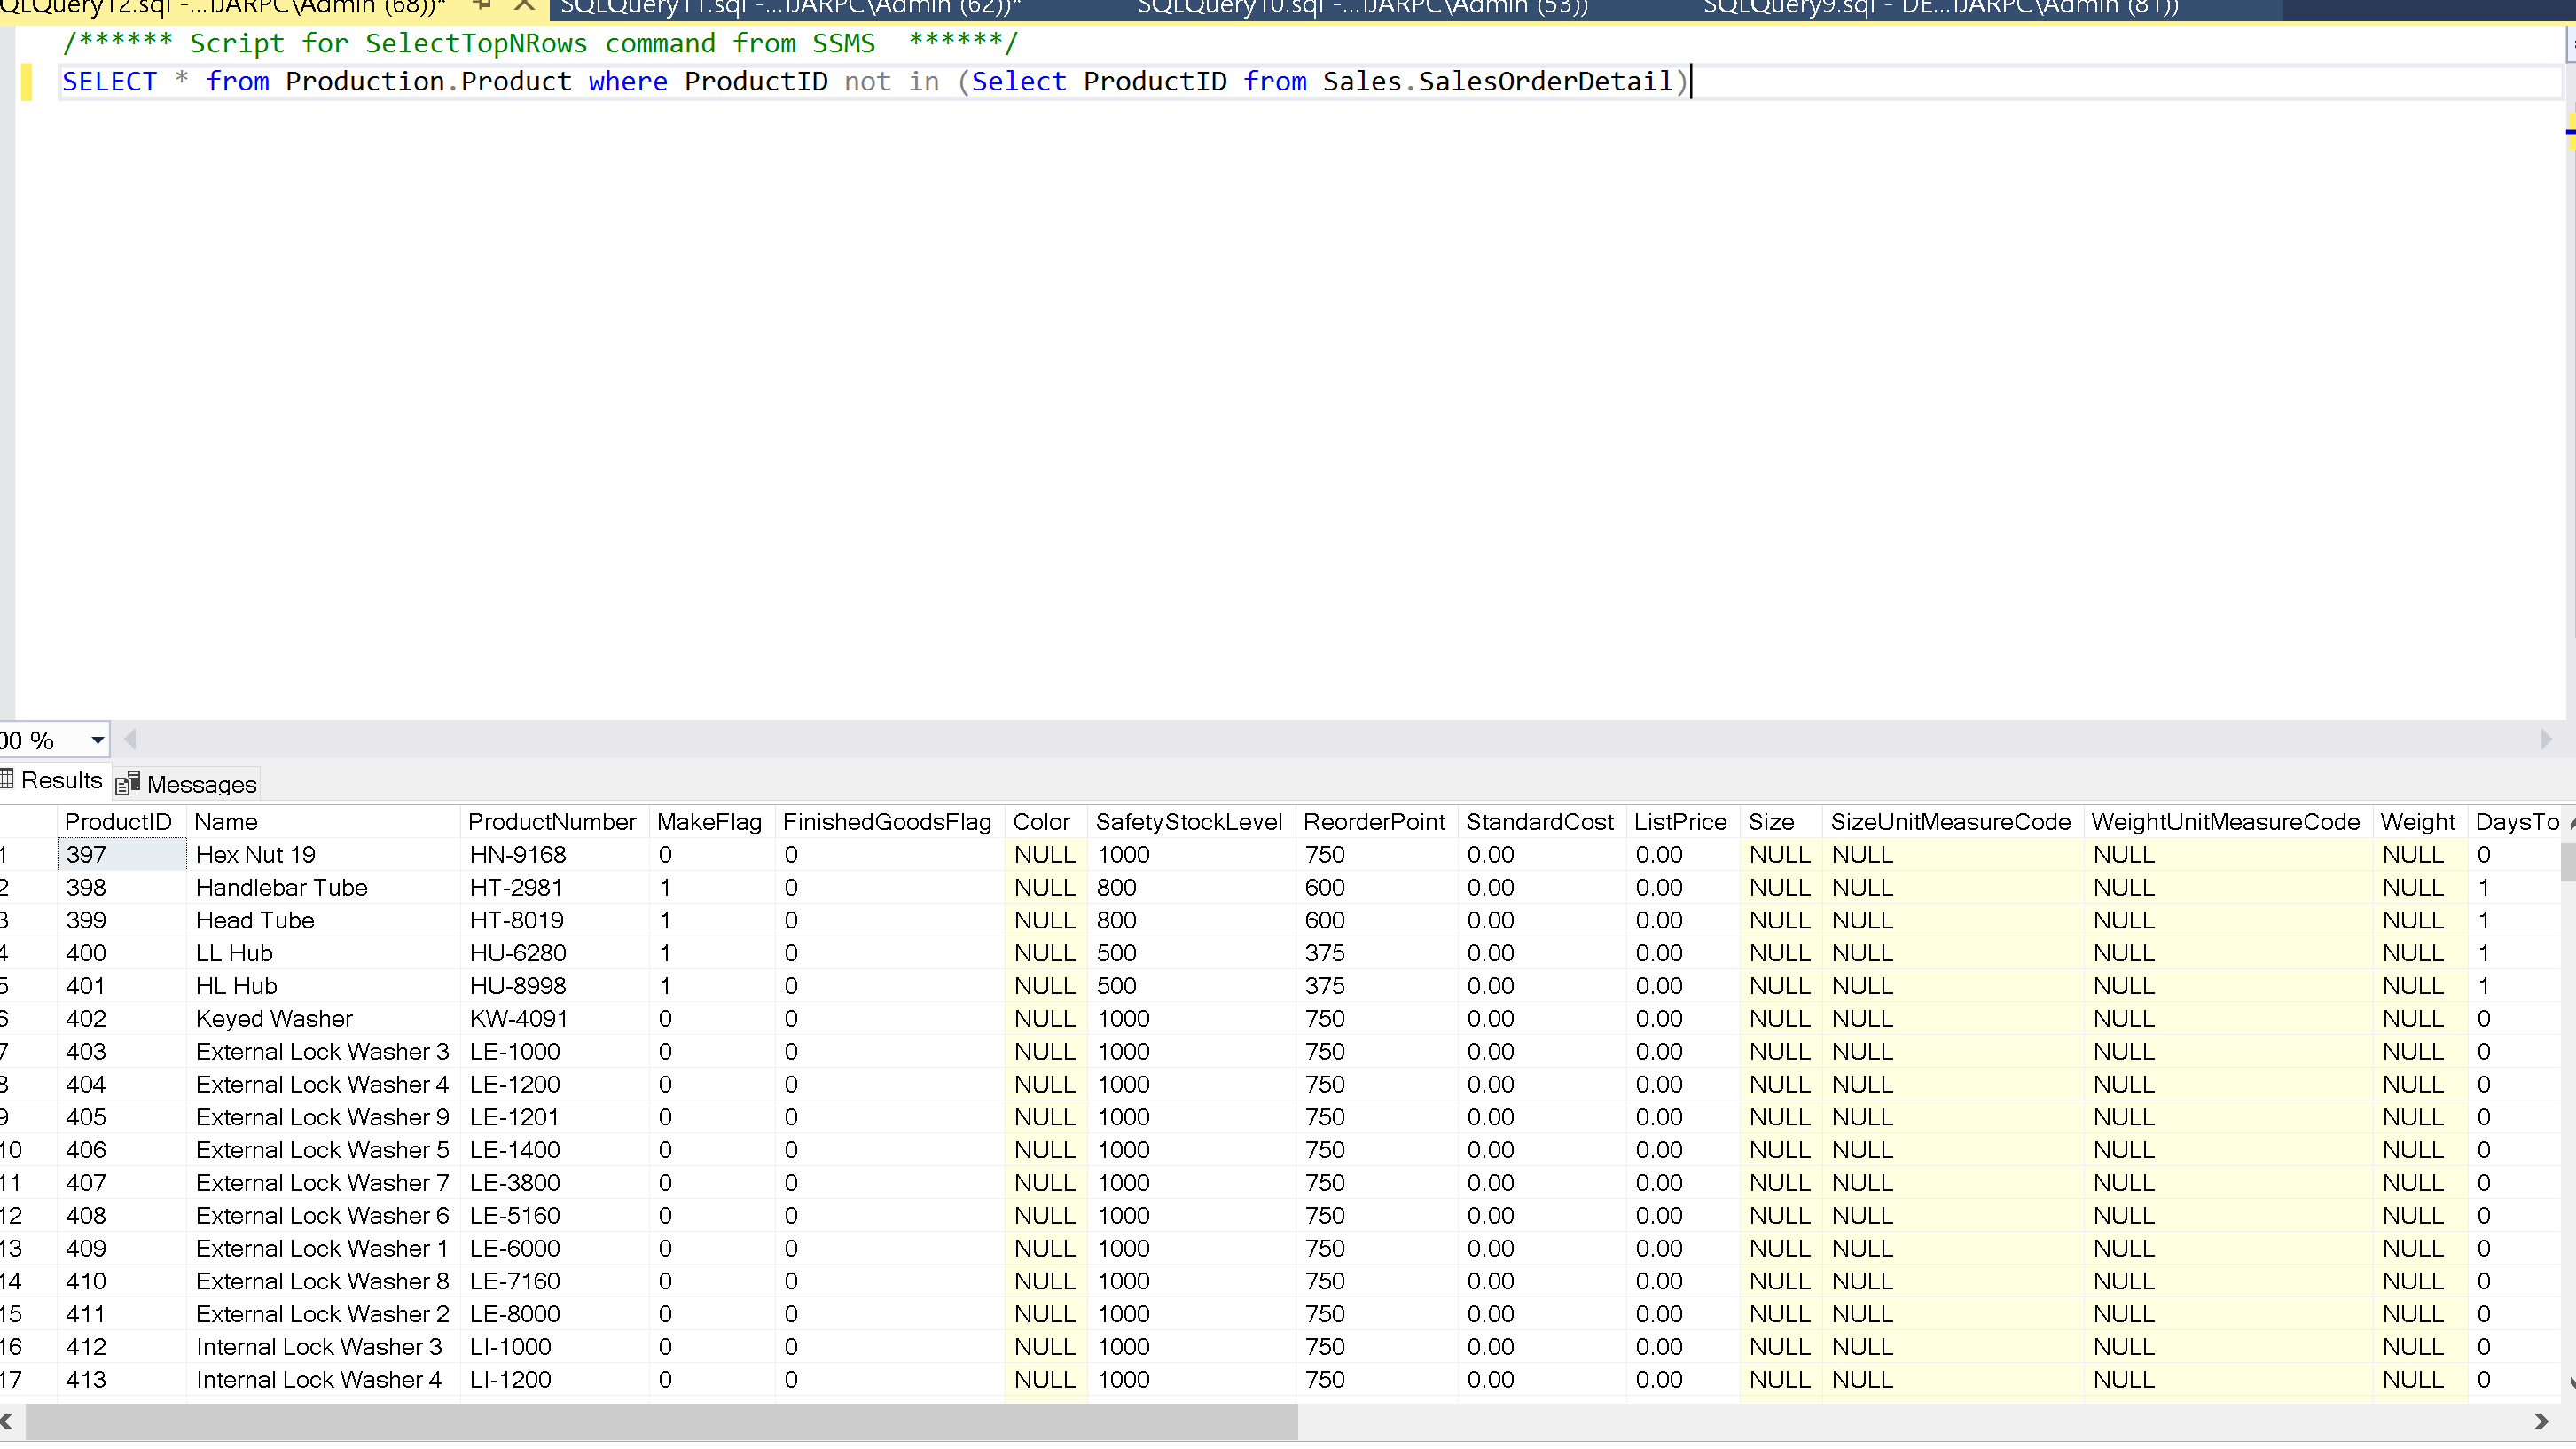 QLQuery12.sql -...IJARPC\Admin (68))* SQLQuery11.sql -...IJARPC\Admin (62))* SQLQuery10.sql -...IJARPC\Admin (53)) SQLQuery9.sql - DE...IJARPC\Admin (81))
/****** Script for SelectTopNRows command from SSMS ******/
SELECT * from Production.Product where ProductID not in (Select ProductID from Sales.SalesOrderDetail)
00 %
Results Messages
ProductID Name ProductNumber MakeFlag FinishedGoodsFlag Color SafetyStockLevel ReorderPoint StandardCost ListPrice Size SizeUnitMeasureCode WeightUnitMeasureCode Weight DaysTo
1 397 Hex Nut 19 HN-9168 0 0 NULL 1000 750 0.00 0.00 NULL NULL NULL NULL 0
2 398 Handlebar Tube HT-2981 1 0 NULL 800 600 0.00 0.00 NULL NULL NULL NULL 1
3 399 Head Tube HT-8019 1 0 NULL 800 600 0.00 0.00 NULL NULL NULL NULL 1
4 400 LL Hub HU-6280 1 0 NULL 500 375 0.00 0.00 NULL NULL NULL NULL 1
5 401 HL Hub HU-8998 1 0 NULL 500 375 0.00 0.00 NULL NULL NULL NULL 1
6 402 Keyed Washer KW-4091 0 0 NULL 1000 750 0.00 0.00 NULL NULL NULL NULL 0
7 403 External Lock Washer 3 LE-1000 0 0 NULL 1000 750 0.00 0.00 NULL NULL NULL NULL 0
8 404 External Lock Washer 4 LE-1200 0 0 NULL 1000 750 0.00 0.00 NULL NULL NULL NULL 0
9 405 External Lock Washer 9 LE-1201 0 0 NULL 1000 750 0.00 0.00 NULL NULL NULL NULL 0
10 406 External Lock Washer 5 LE-1400 0 0 NULL 1000 750 0.00 0.00 NULL NULL NULL NULL 0
11 407 External Lock Washer 7 LE-3800 0 0 NULL 1000 750 0.00 0.00 NULL NULL NULL NULL 0
12 408 External Lock Washer 6 LE-5160 0 0 NULL 1000 750 0.00 0.00 NULL NULL NULL NULL 0
13 409 External Lock Washer 1 LE-6000 0 0 NULL 1000 750 0.00 0.00 NULL NULL NULL NULL 0
14 410 External Lock Washer 8 LE-7160 0 0 NULL 1000 750 0.00 0.00 NULL NULL NULL NULL 0
15 411 External Lock Washer 2 LE-8000 0 0 NULL 1000 750 0.00 0.00 NULL NULL NULL NULL 0
16 412 Internal Lock Washer 3 LI-1000 0 0 NULL 1000 750 0.00 0.00 NULL NULL NULL NULL 0
17 413 Internal Lock Washer 4 LI-1200 0 0 NULL 1000 750 0.00 0.00 NULL NULL NULL NULL 0